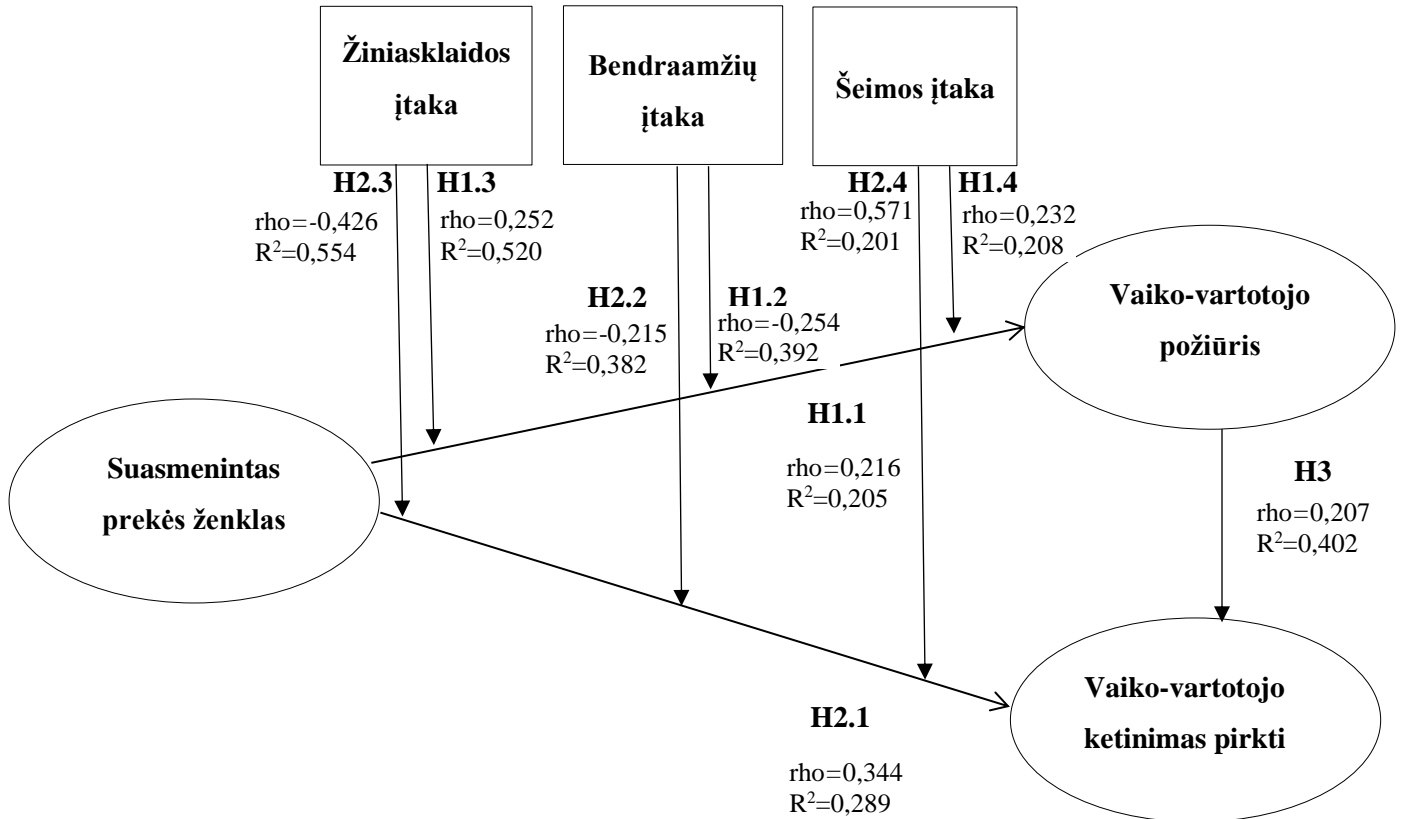 Žiniasklaidos
įtaka
Bendraamžių
įtaka
Šeimos įtaka
H2.3
rho=-0,426
R²=0,554
H1.3
rho=0,252
R²=0,520
H2.2
rho=-0,215
R²=0,382
H1.2
rho=-0,254
R²=0,392
H2.4
rho=0,571
R²=0,201
H1.4
rho=0,232
R²=0,208
Vaiko-vartotojo
požiūris
H1.1
rho=0,216
R²=0,205
Suasmenintas
prekės ženklas
H3
rho=0,207
R²=0,402
Vaiko-vartotojo
ketinimas pirkti
H2.1
rho=0,344
R²=0,289